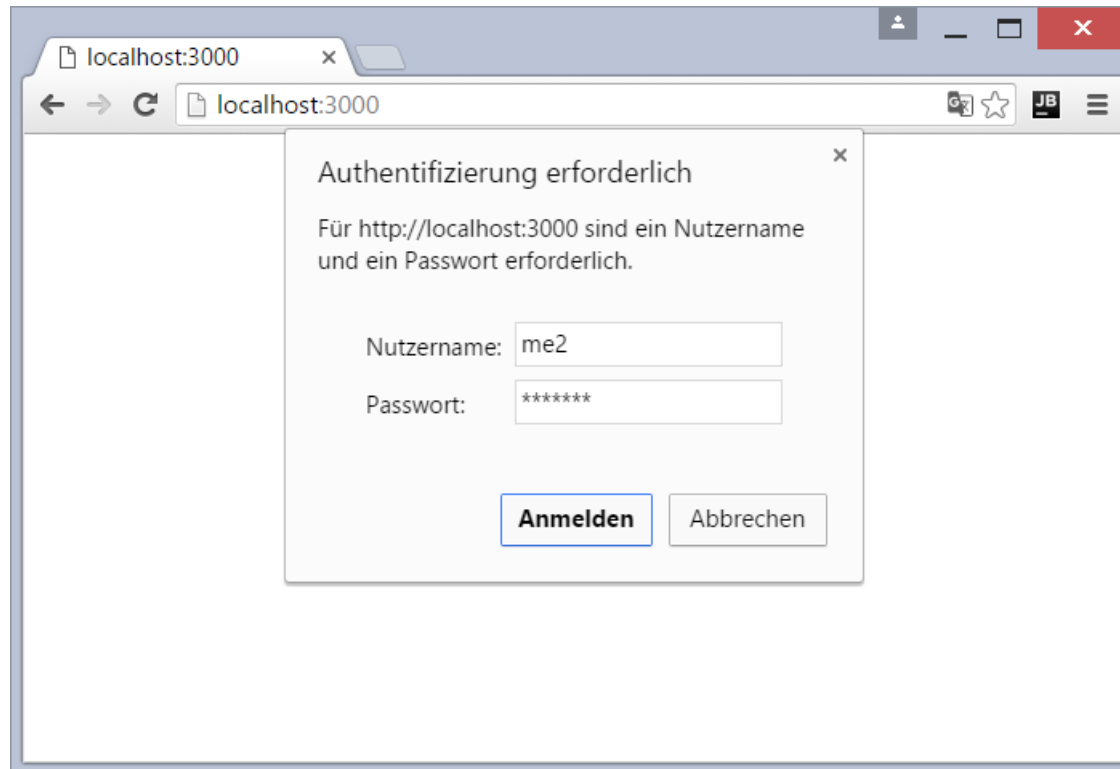 localhost:3000
localhost:3000
JB
Authentifizierung erforderlich
Für http://localhost:3000 sind ein Nutzername
und ein Passwort erforderlich.
Nutzername: me2
Passwort: *******
Anmelden Abbrechen